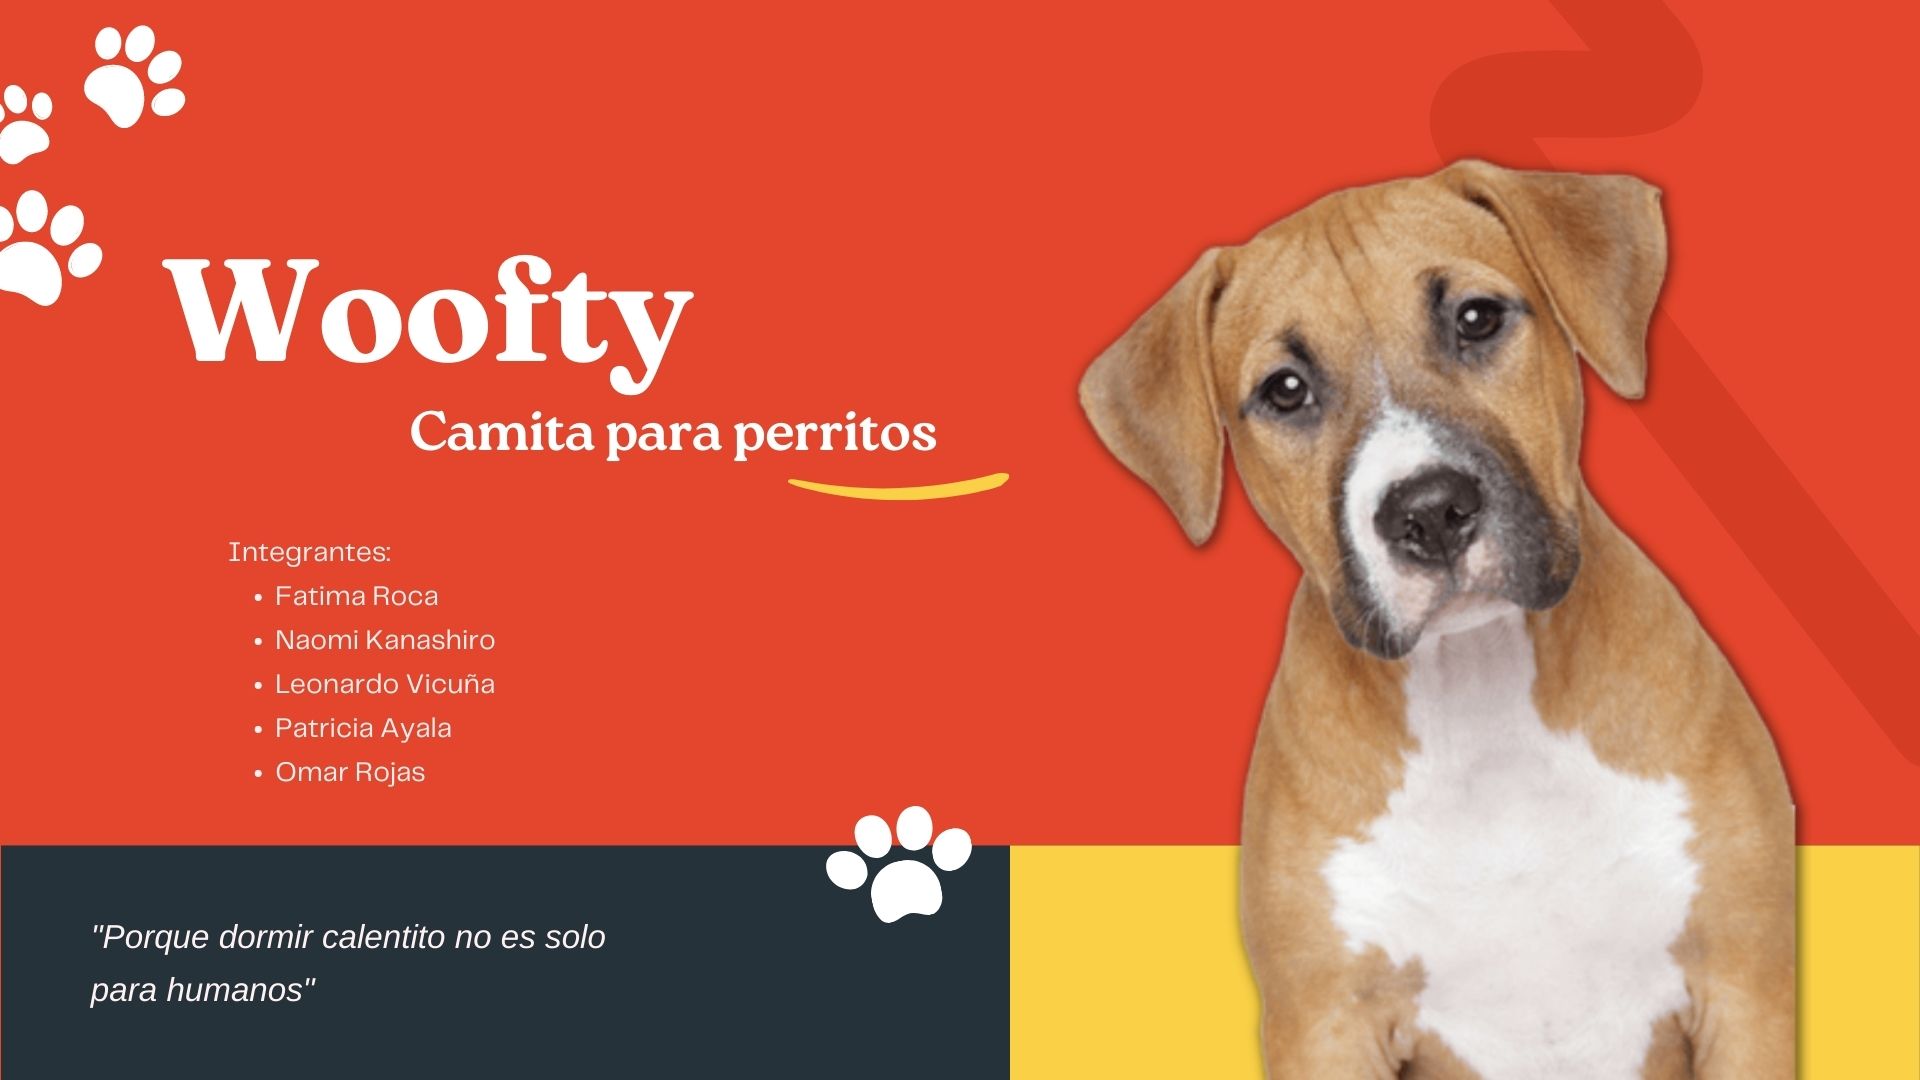 Woofty
Camita para perritos
Integrantes:
• Fatima Roca
• Naomi Kanashiro
• Leonardo Vicuña
• Patricia Ayala
• Omar Rojas
"Porque dormir calentito no es solo
para humanos"